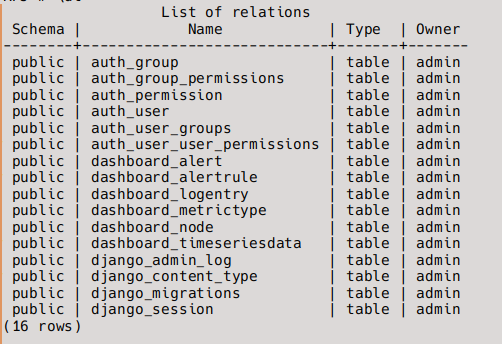 List of relations
Schema | Name | Type | Owner
--------+------------------------------+-------+-------
public | auth_group | table | admin
public | auth_group_permissions | table | admin
public | auth_permission | table | admin
public | auth_user | table | admin
public | auth_user_groups | table | admin
public | auth_user_user_permissions | table | admin
public | dashboard_alert | table | admin
public | dashboard_alertrule | table | admin
public | dashboard_logentry | table | admin
public | dashboard_metrictype | table | admin
public | dashboard_node | table | admin
public | dashboard_timeseriesdata | table | admin
public | django_admin_log | table | admin
public | django_content_type | table | admin
public | django_migrations | table | admin
public | django_session | table | admin
(16 rows)